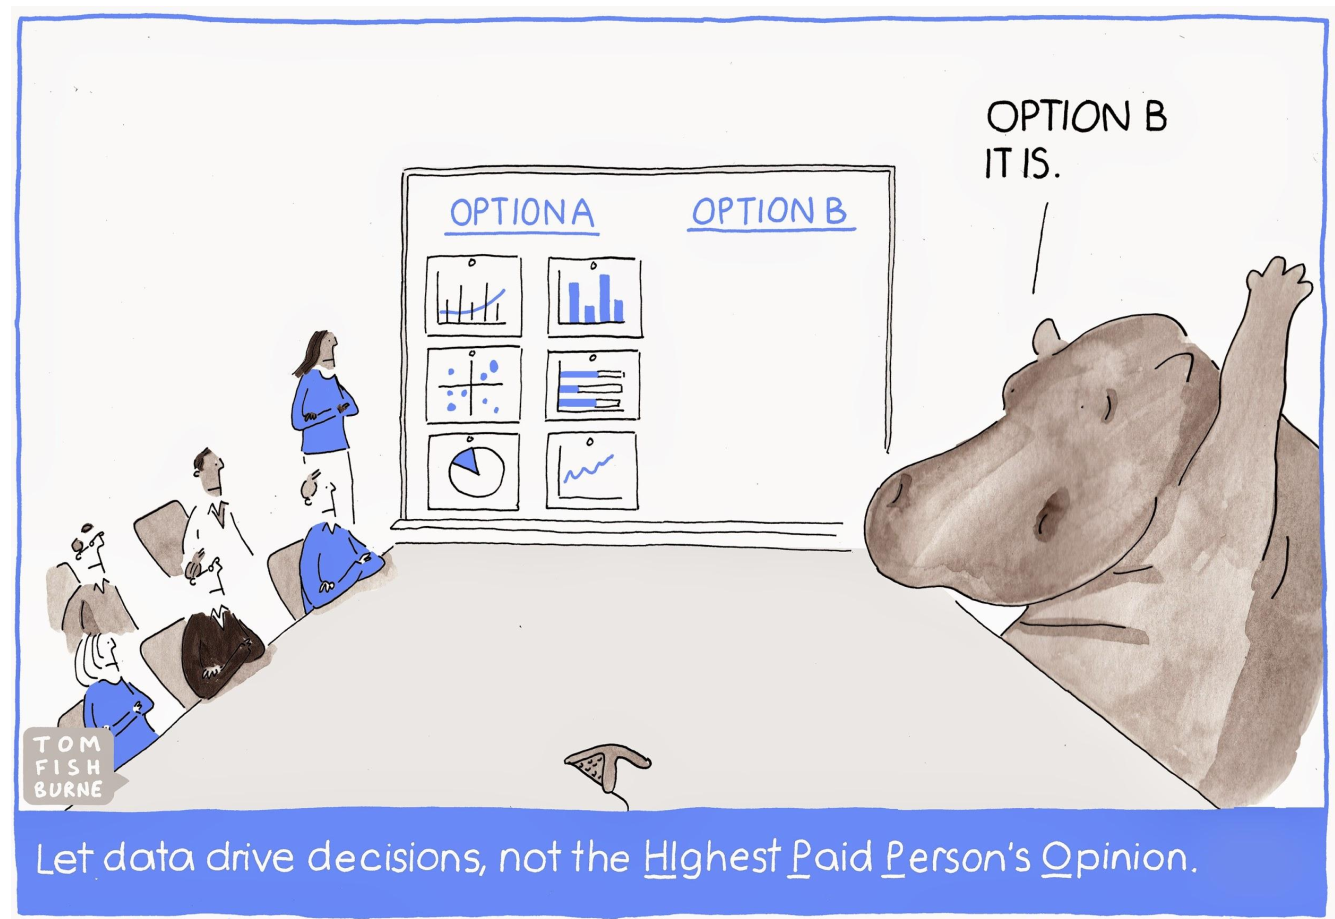 OPTION B
IT IS.
OPTION A OPTION B
TOM
FISH
BURNE
Let data drive decisions, not the HIghest Paid Person's Opinion.